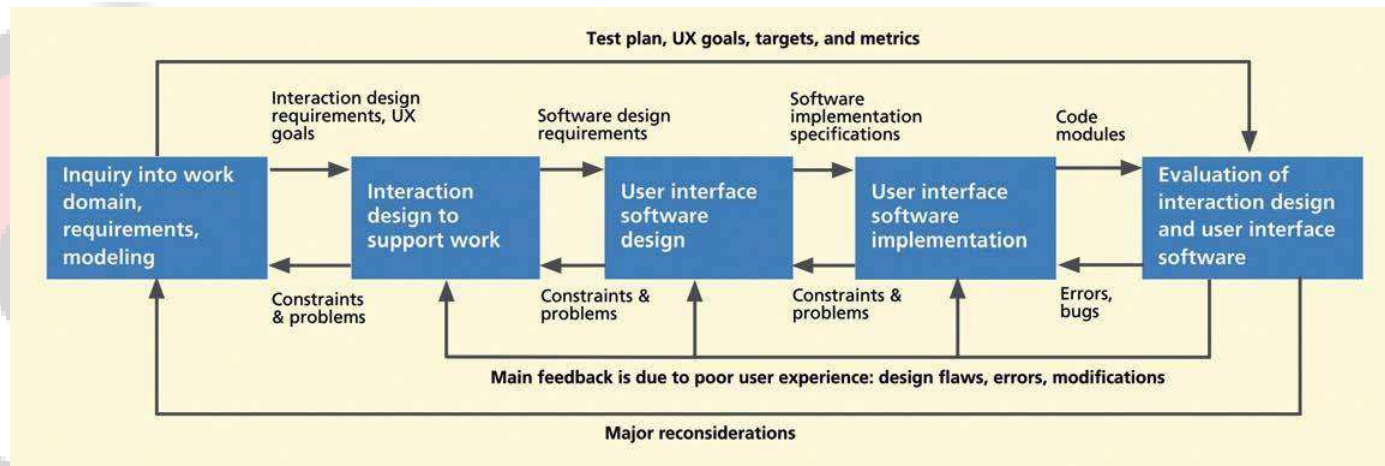 Test plan, UX goals, targets, and metrics
Interaction design
requirements, UX
goals
Software design
requirements
Software
implementation
specifications
Code
modules
Inquiry into work
domain,
requirements,
modeling
Interaction
design to
support work
User interface
software
design
User interface
software
implementation
Evaluation of
interaction design
and user interface
software
Constraints
& problems
Constraints &
problems
Constraints &
problems
Errors,
bugs
Main feedback is due to poor user experience: design flaws, errors, modifications
Major reconsiderations